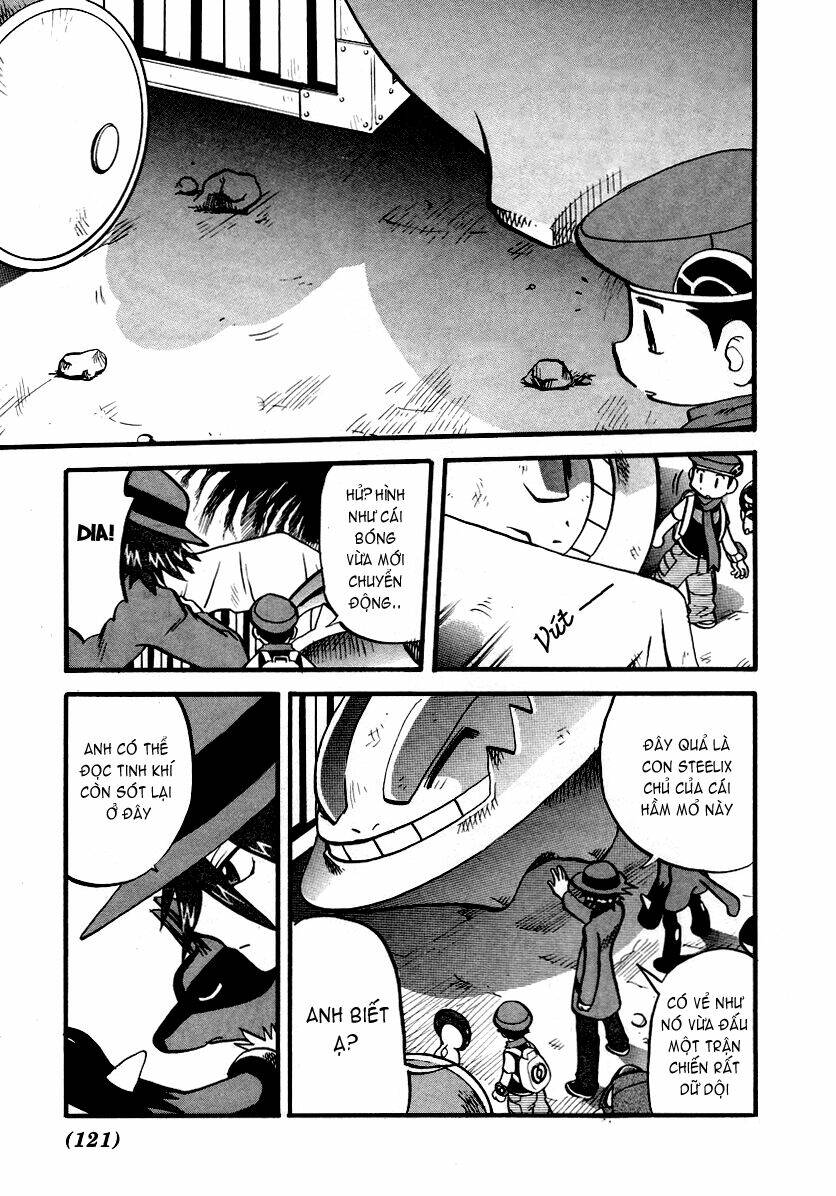 Vút
HỬ? HÌNH
NHƯ CÁI
BÓNG
VỪA MỚI
CHUYỂN
ĐỘNG..
DIA!
ĐÂY QUẢ LÀ
CON STEELIX
CHỦ CỦA CÁI
HẦM MỎ NÀY
CÓ VẺ NHƯ
NÓ VỪA ĐẤU
MỘT TRẬN
CHIẾN RẤT
DỮ DỘI
ANH BIẾT
Ạ?
ANH CÓ THỂ
ĐỌC TINH KHÍ
CÒN SÓT LẠI
Ở ĐÂY
(121)